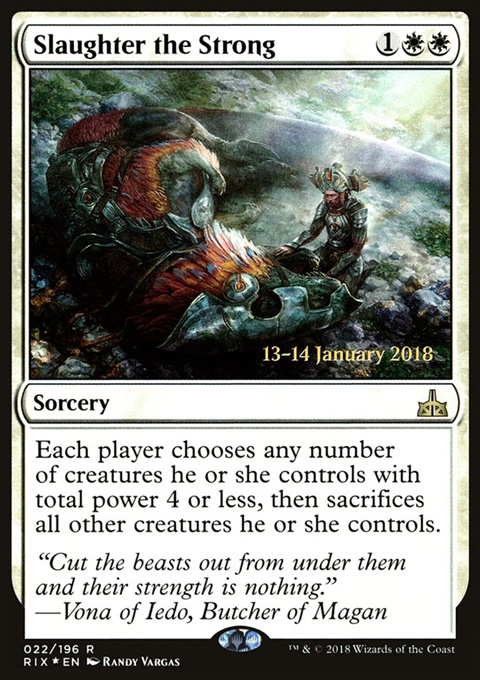 Slaughter the Strong 1
13-14 January 2018
Sorcery
Each player chooses any number
of creatures he or she controls with
total power 4 or less, then sacrifices
all other creatures he or she controls.
“Cut the beasts out from under them
and their strength is nothing.”
—Vona of Iedo, Butcher of Magan
022/196 R
RIX★EN Randy Vargas
™ & © 2018 Wizards of the Coast